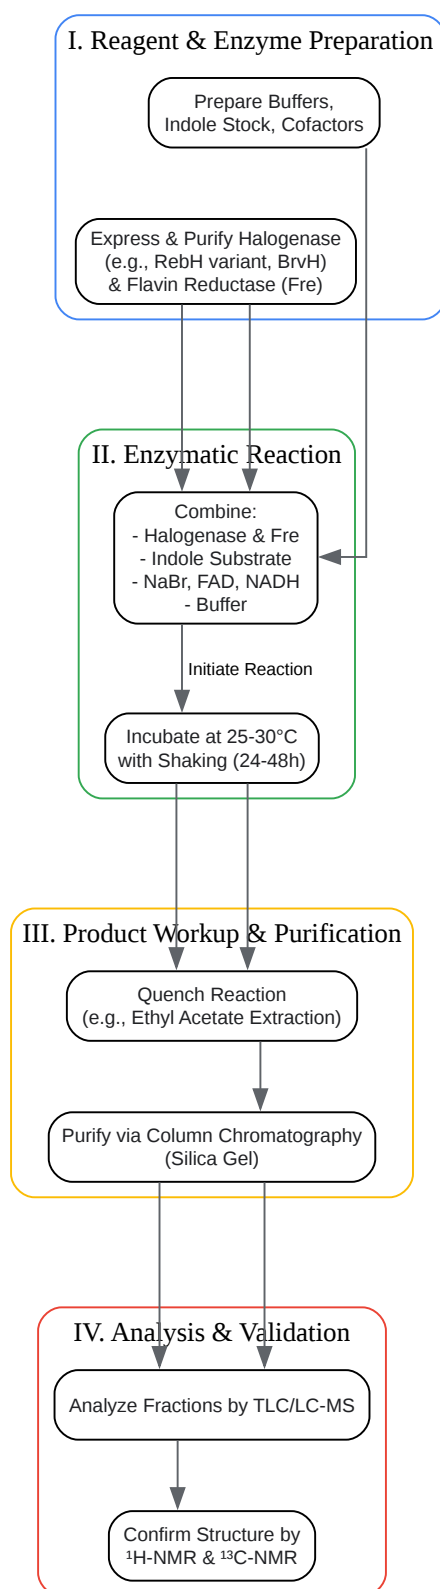 I. Reagent & Enzyme Preparation
Prepare Buffers,
Indole Stock, Cofactors
Express & Purify Halogenase
(e.g., RebH variant, BrvH)
& Flavin Reductase (Fre)
II. Enzymatic Reaction
Combine:
- Halogenase & Fre
- Indole Substrate
- NaBr, FAD, NADH
- Buffer
Initiate Reaction
Incubate at 25-30°C
with Shaking (24-48h)
III. Product Workup & Purification
Quench Reaction
(e.g., Ethyl Acetate Extraction)
Purify via Column Chromatography
(Silica Gel)
IV. Analysis & Validation
Analyze Fractions by TLC/LC-MS
Confirm Structure by
¹H-NMR & ¹³C-NMR